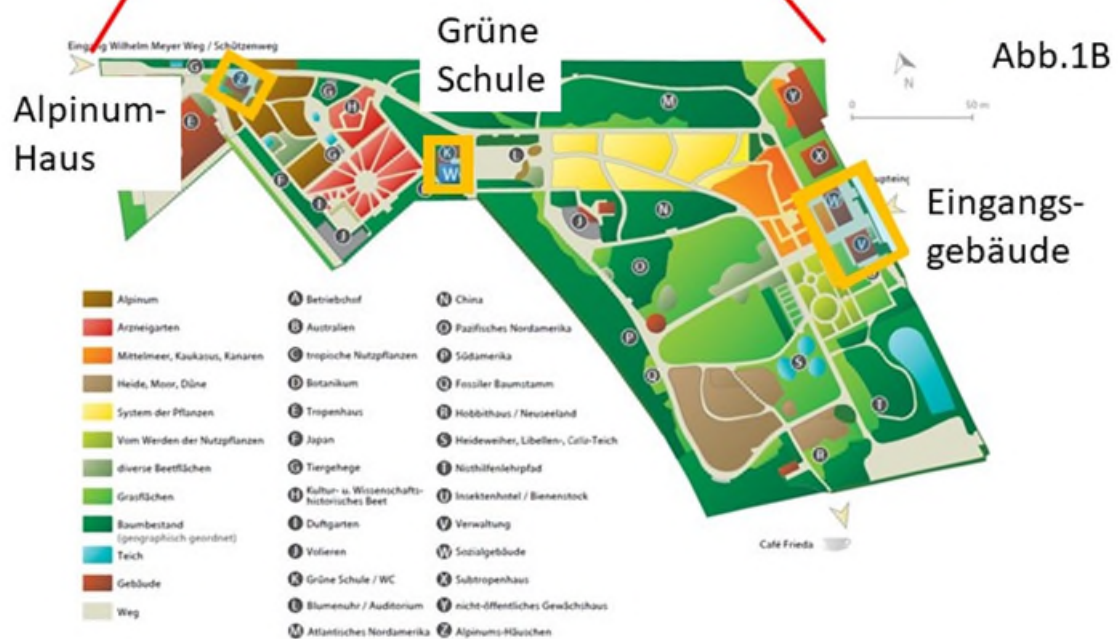 Eingang Wilhelm Meyer Weg / Schützenweg
Grüne
Schule
Abb.1B
Alpinum-
Haus
N
0 50 m
Eingangs-
gebäude
G
Z
E
G
H
G
F
I
J
K
W
L
M
J
N
O
P
Q
S
R
T
Y
X
W
V
Café Frieda
Alpinum
Arzneigarten
Mittelmeer, Kaukasus, Kanaren
Heide, Moor, Düne
System der Pflanzen
Vom Werden der Nutzpflanzen
diverse Beetflächen
Grasflächen
Baumbestand
(geographisch geordnet)
Teich
Gebäude
Weg
A Betriebshof
B Australien
C tropische Nutzpflanzen
D Botanikum
E Tropenhaus
F Japan
G Tiergehege
H Kultur- u. Wissenschafts-
historisches Beet
I Duftgarten
J Volieren
K Grüne Schule / WC
L Blumenuhr / Auditorium
M Atlantisches Nordamerika
N China
O Pazifisches Nordamerika
P Südamerika
Q Fossiler Baumstamm
R Hobbithaus / Neuseeland
S Heideweiher, Libellen-, Calla-Teich
T Nisthilfenlehrpfad
U Insektenhotel / Bienenstock
V Verwaltung
W Sozialgebäude
X Subtropenhaus
Y nicht-öffentliches Gewächshaus
Z Alpinums-Häuschen